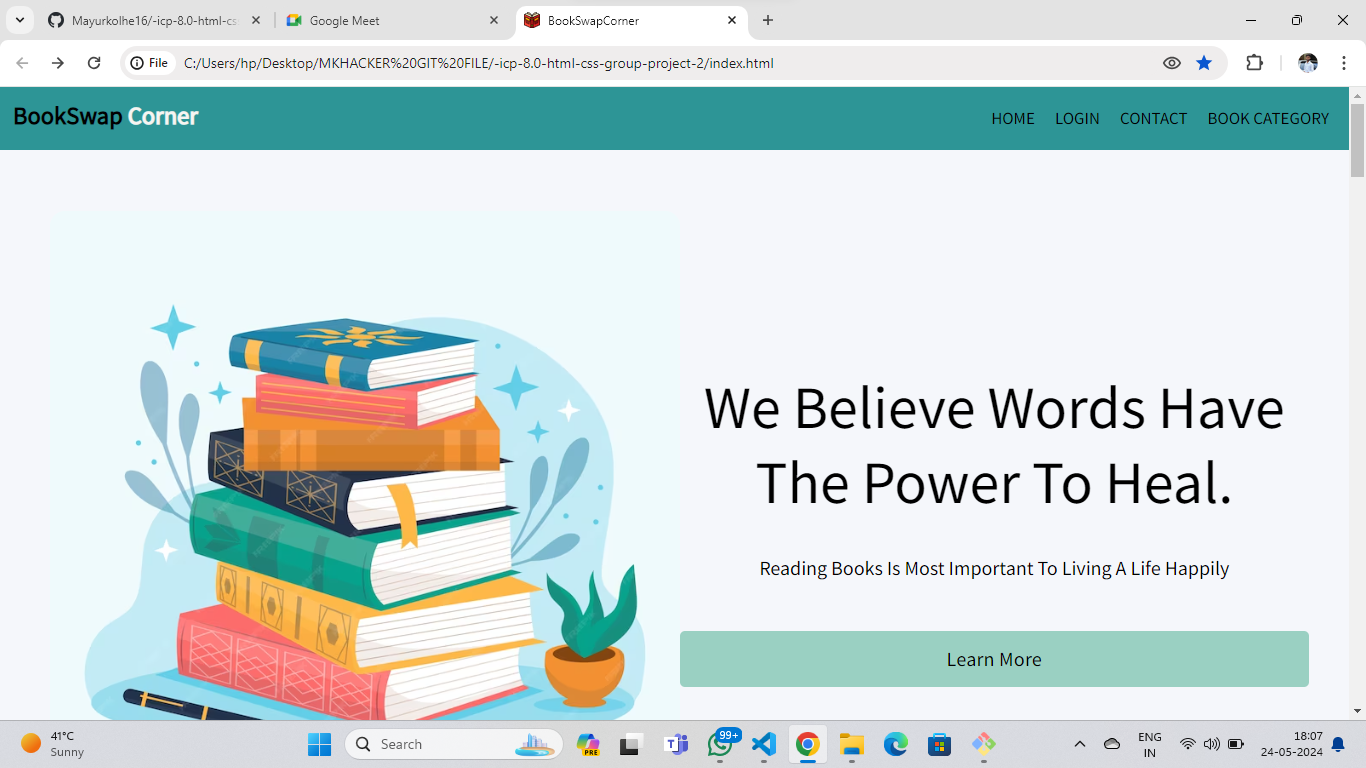 Mayurkolhe16/-icp-8.0-html-cs
Google Meet
BookSwapCorner
File
C:/Users/hp/Desktop/MKHACKER%20GIT%20FILE/-icp-8.0-html-css-group-project-2/index.html
BookSwap Corner
HOME
LOGIN
CONTACT
BOOK CATEGORY
We Believe Words Have
The Power To Heal.
Reading Books Is Most Important To Living A Life Happily
Learn More
41°C
Sunny
Search
PRE
99+
ENG
IN
18:07
24-05-2024